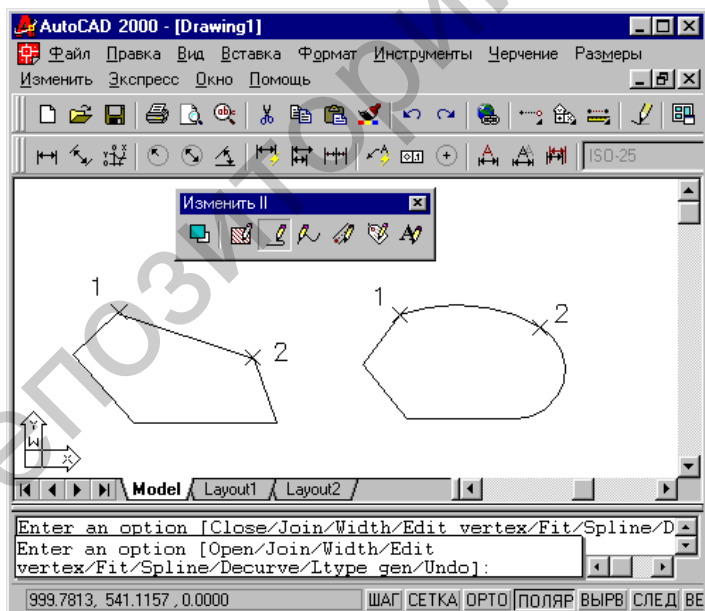 AutoCAD 2000 - [Drawing1]
Файл Правка Вид Вставка Формат Инструменты Черчение Размеры
Изменить Экспресс Окно Помощь
ISO-25
Изменить II
1
2
1
2
W
X
Model Layout1 Layout2
Enter an option [Close/Join/Width/Edit vertex/Fit/Spline/D
Enter an option [Open/Join/Width/Edit
vertex/Fit/Spline/Decurve/Ltype gen/Undo]:
999.7813, 541.1157 , 0.0000 ШАГ СЕТКА ОРТО ПОЛЯР ВЫРВ СЛЕД ВЕ